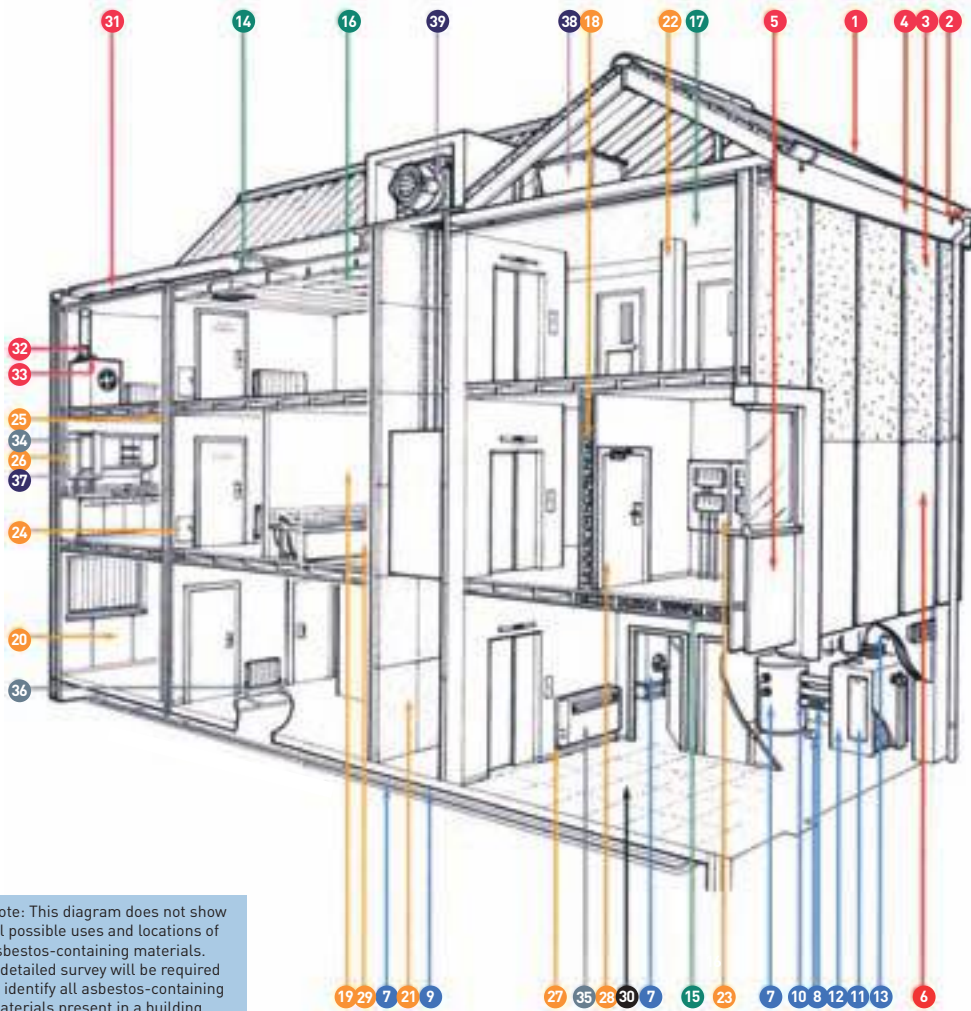 31 14 16 39 38 18 22 17 5 1 4 3 2
32
33
25
34
26
37
24
20
36
ote: This diagram does not show
l possible uses and locations of
sbestos-containing materials.
detailed survey will be required
identify all asbestos-containing
aterials present in a building
19 29 7 21 9 27 35 28 30 7 15 23 7 10 8 12 11 13 6